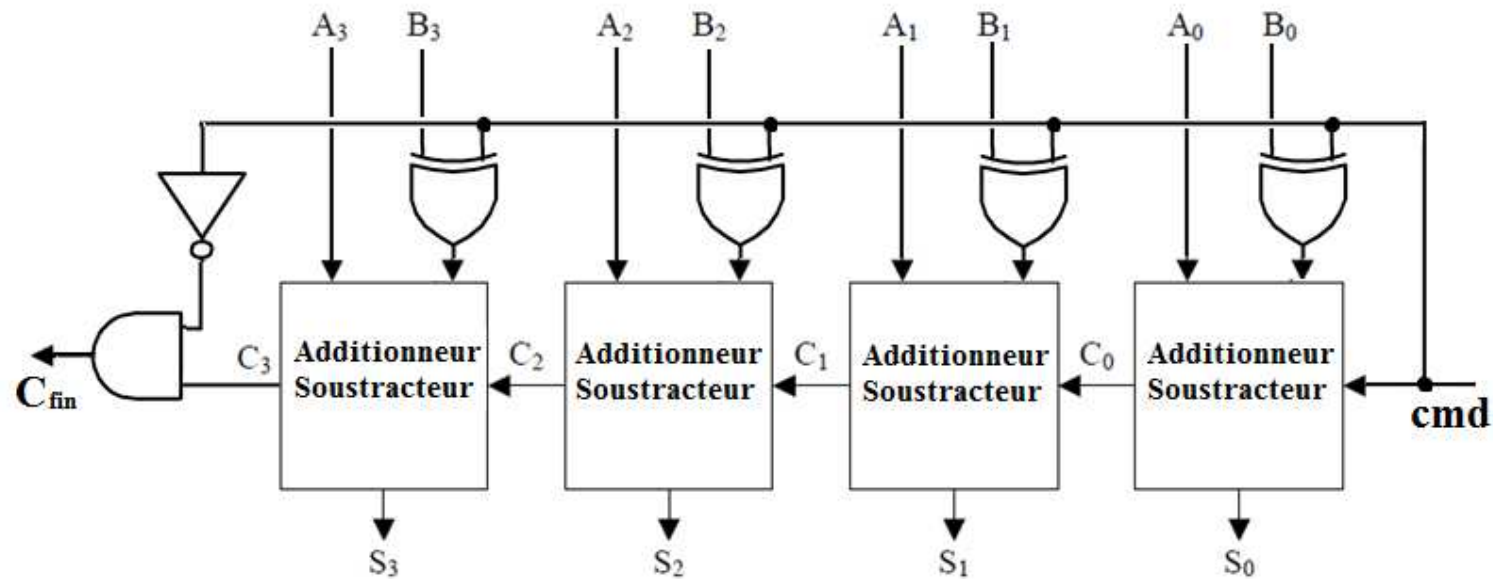 A3 B3 A2 B2 A1 B1 A0 B0
C3 Additionneur Soustracteur C2 Additionneur Soustracteur C1 Additionneur Soustracteur C0 Additionneur Soustracteur
Cfin cmd
S3 S2 S1 S0